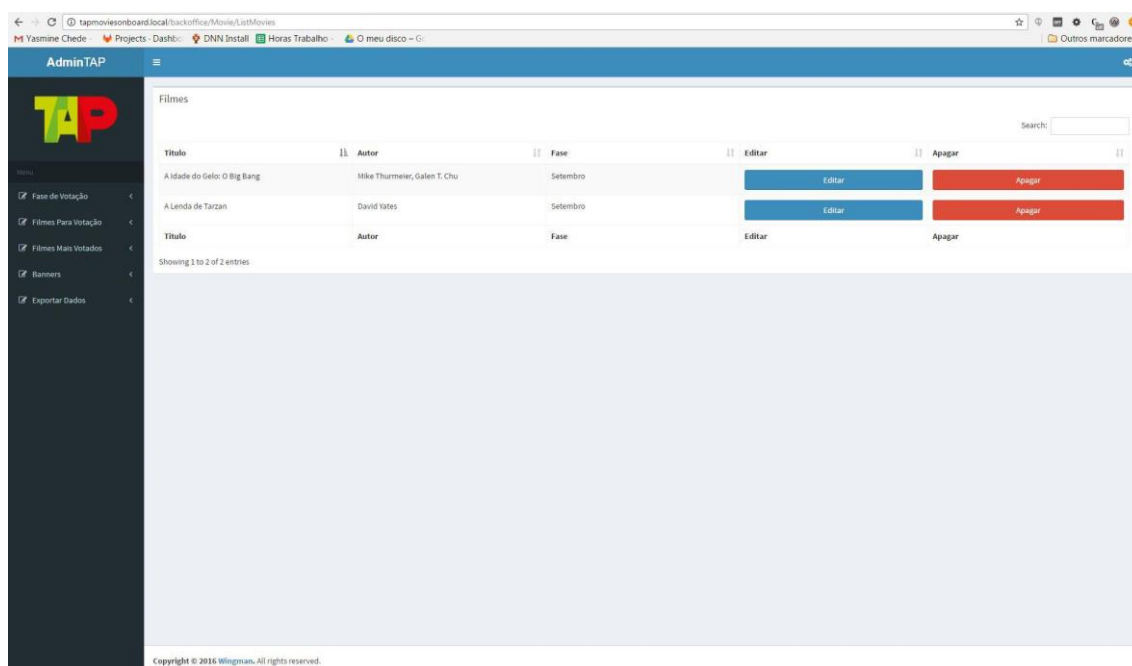 tapmoviesonboard.local/backoffice/Movie/ListMovies
Yasmine Chede - Projects - Dashbo DNN Install Horas Trabalho - O meu disco – Go Outros marcadores
AdminTAP
TAP
Filmes
Search:
Menu
Titulo Autor Fase Editar Apagar
A Idade do Gelo: O Big Bang Mike Thurmeier, Galen T. Chu Setembro Editar Apagar
Fase de Votação
A Lenda de Tarzan David Yates Setembro Editar Apagar
Filmes Para Votação
Titulo Autor Fase Editar Apagar
Filmes Mais Votados
Showing 1 to 2 of 2 entries
Banners
Exportar Dados
Copyright © 2016 Wingman. All rights reserved.